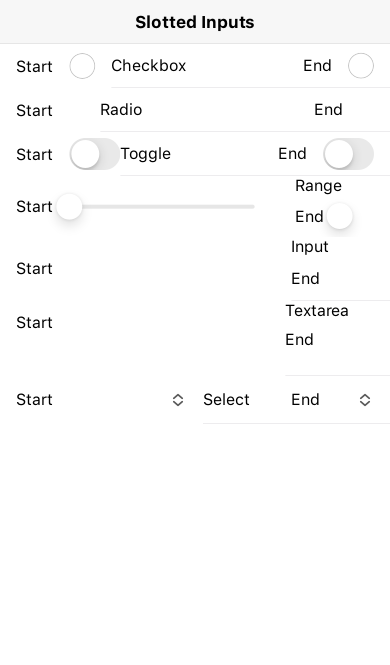 Slotted Inputs
Start Checkbox End
Start Radio End
Start Toggle End
Range
Start End
Input
Start End
Textarea
Start End
Start Select End